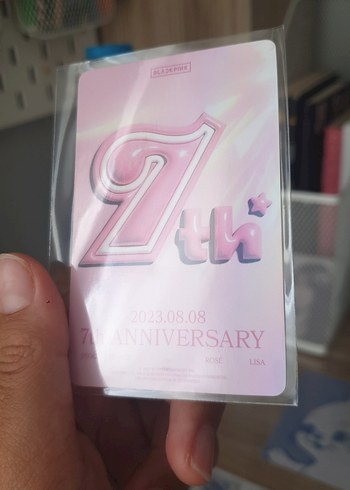 BLACKPINK
7th
2023.08.08
7th ANNIVERSARY
ROSÉ LISA